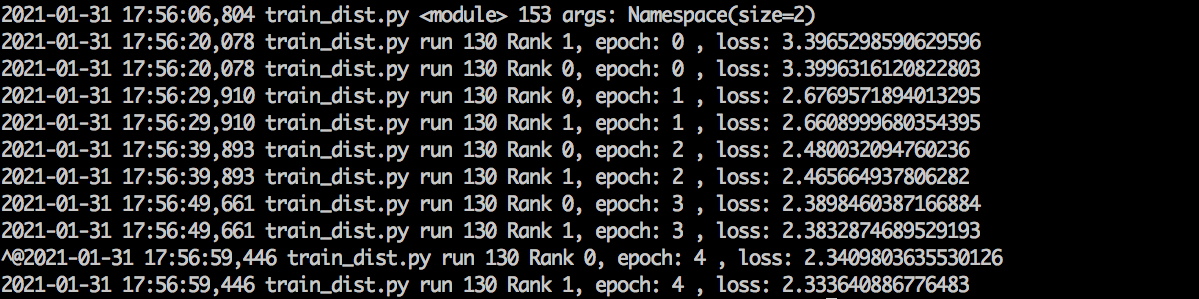 2021-01-31 17:56:06,804 train_dist.py <module> 153 args: Namespace(size=2)
2021-01-31 17:56:20,078 train_dist.py run 130 Rank 1, epoch: 0 , loss: 3.3965298590629596
2021-01-31 17:56:20,078 train_dist.py run 130 Rank 0, epoch: 0 , loss: 3.3996316120822803
2021-01-31 17:56:29,910 train_dist.py run 130 Rank 0, epoch: 1 , loss: 2.6769571894013295
2021-01-31 17:56:29,910 train_dist.py run 130 Rank 1, epoch: 1 , loss: 2.6608999680354395
2021-01-31 17:56:39,893 train_dist.py run 130 Rank 0, epoch: 2 , loss: 2.480032094760236
2021-01-31 17:56:39,893 train_dist.py run 130 Rank 1, epoch: 2 , loss: 2.465664937806282
2021-01-31 17:56:49,661 train_dist.py run 130 Rank 0, epoch: 3 , loss: 2.3898460387166884
2021-01-31 17:56:49,661 train_dist.py run 130 Rank 1, epoch: 3 , loss: 2.3832874689529193
^@2021-01-31 17:56:59,446 train_dist.py run 130 Rank 0, epoch: 4 , loss: 2.3409803635530126
2021-01-31 17:56:59,446 train_dist.py run 130 Rank 1, epoch: 4 , loss: 2.333640886776483